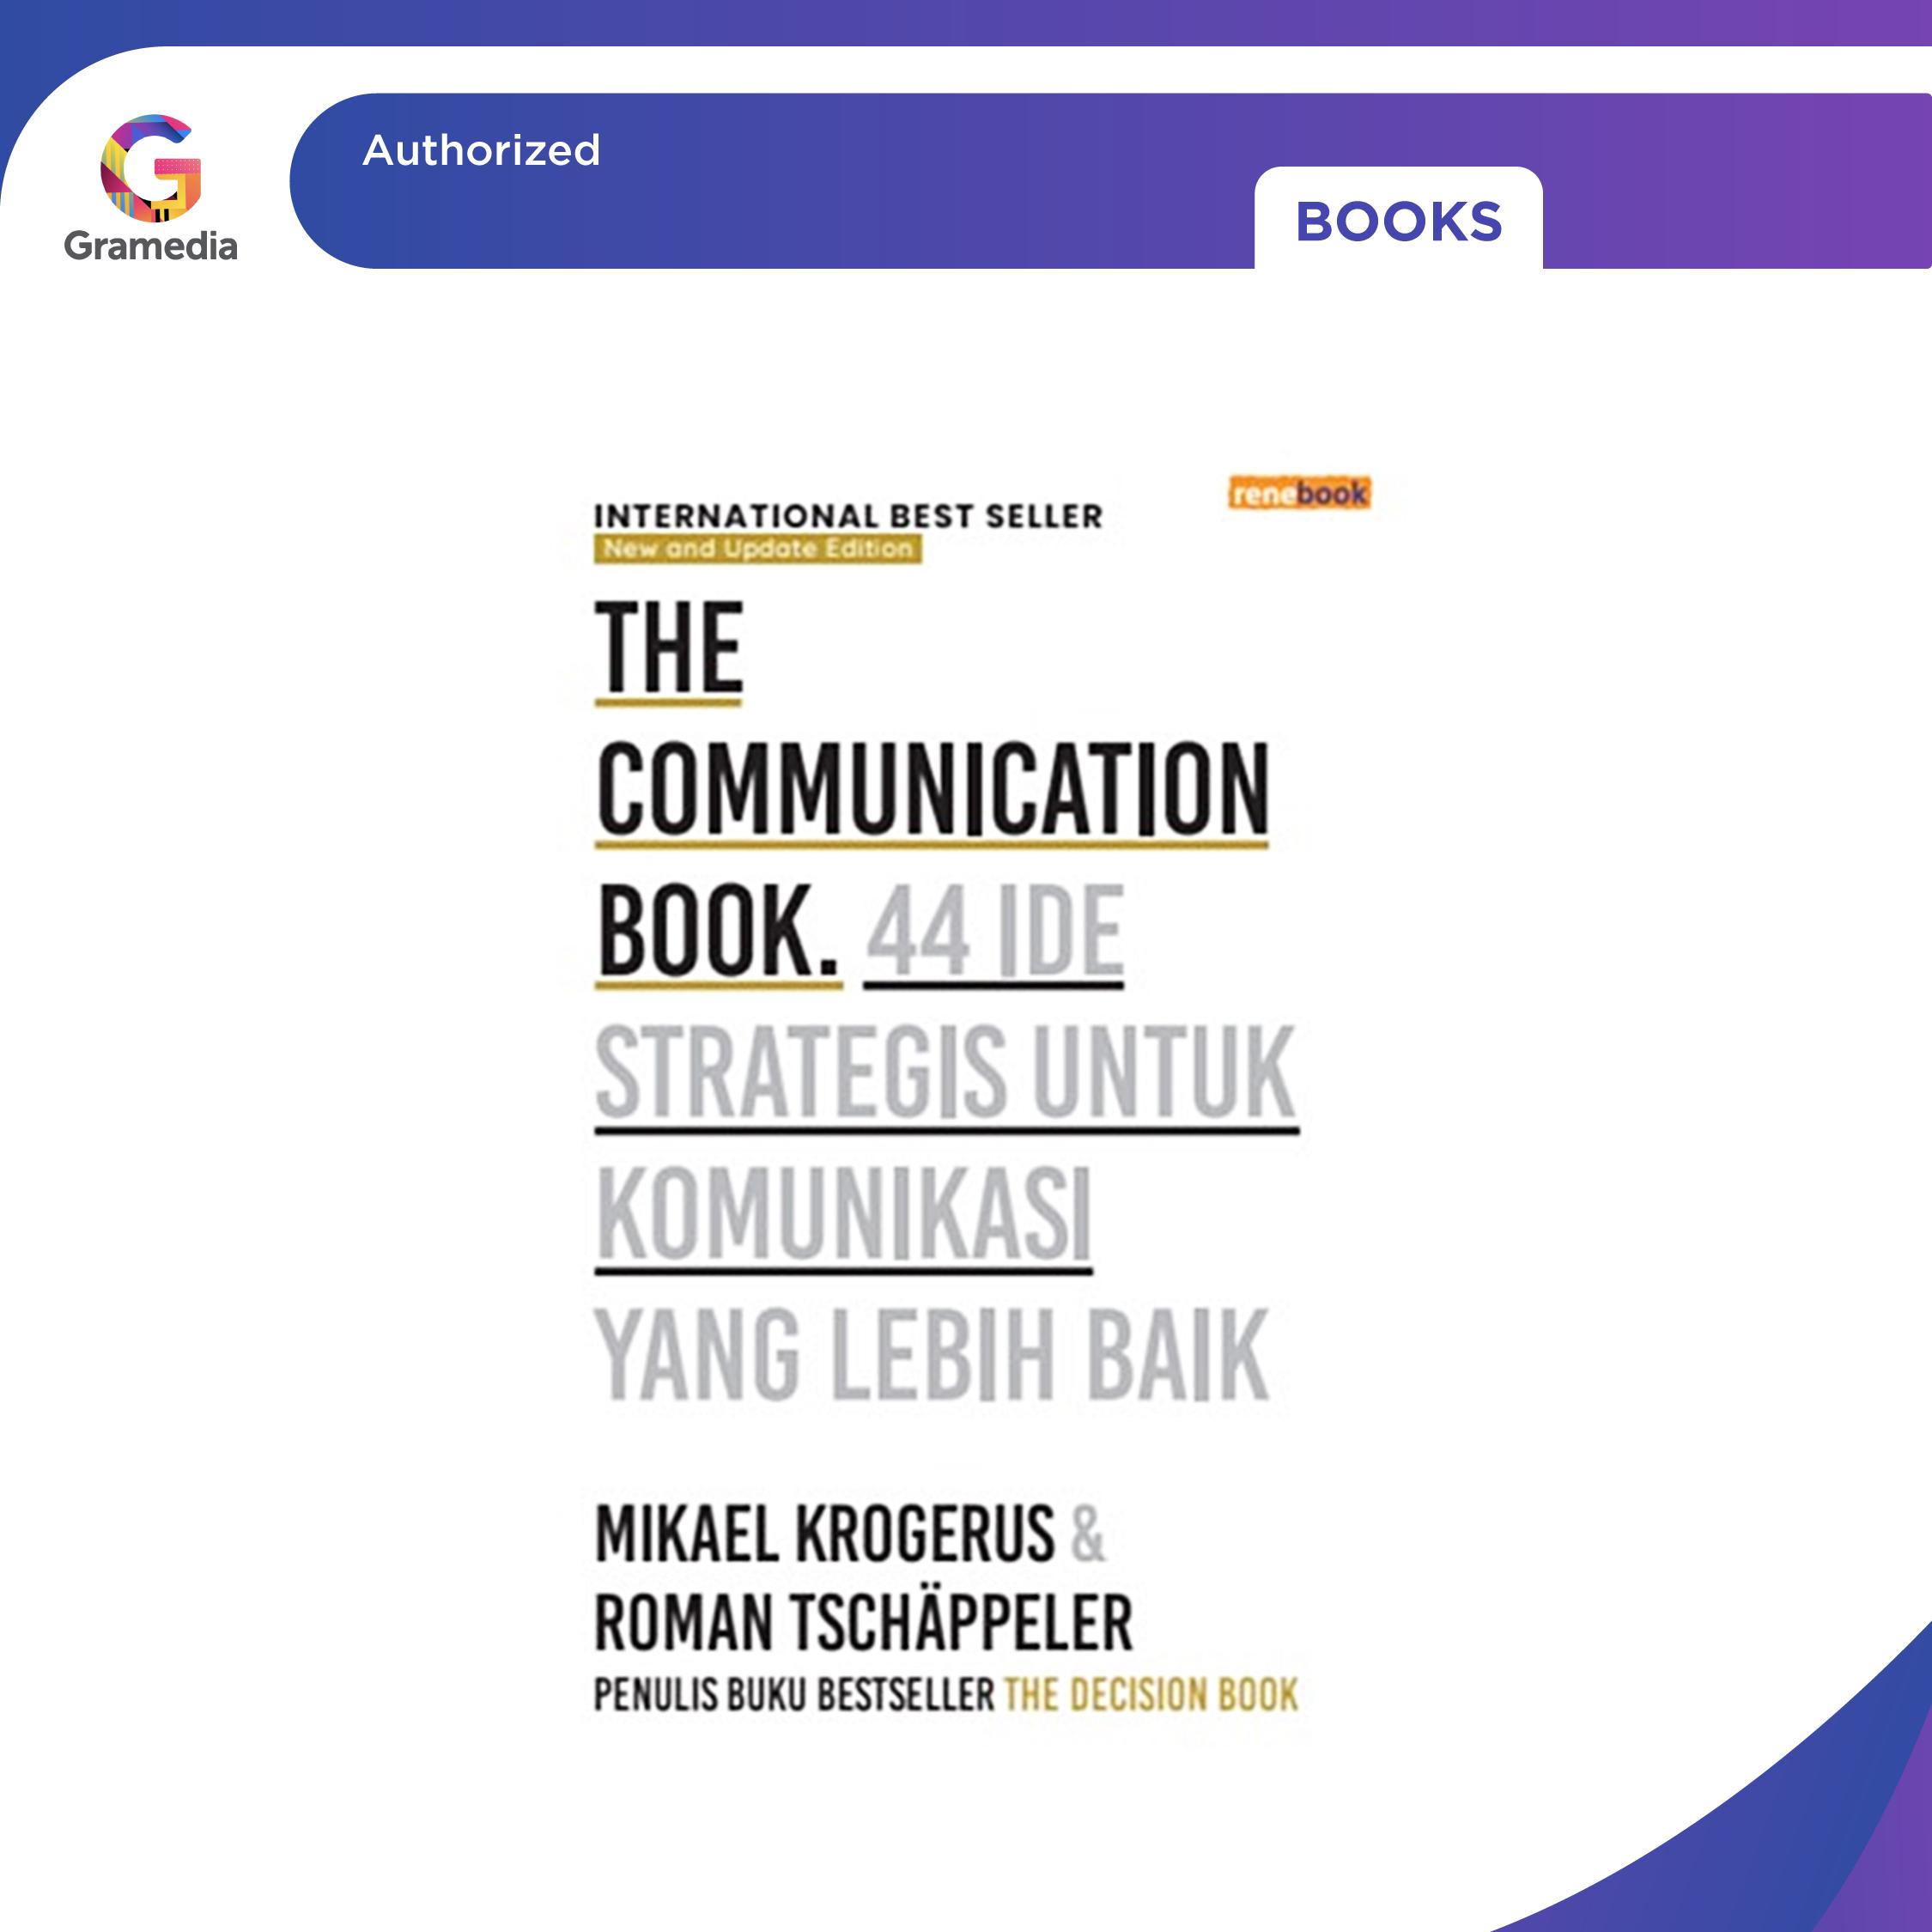 Gramedia
Authorized
BOOKS
INTERNATIONAL BEST SELLER
renebook
New and Update Edition
THE
COMMUNICATION
BOOK. 44 IDE
STRATEGIS UNTUK
KOMUNIKASI
YANG LEBIH BAIK
MIKAEL KROGERUS &
ROMAN TSCHÄPPELER
PENULIS BUKU BESTSELLER THE DECISION BOOK